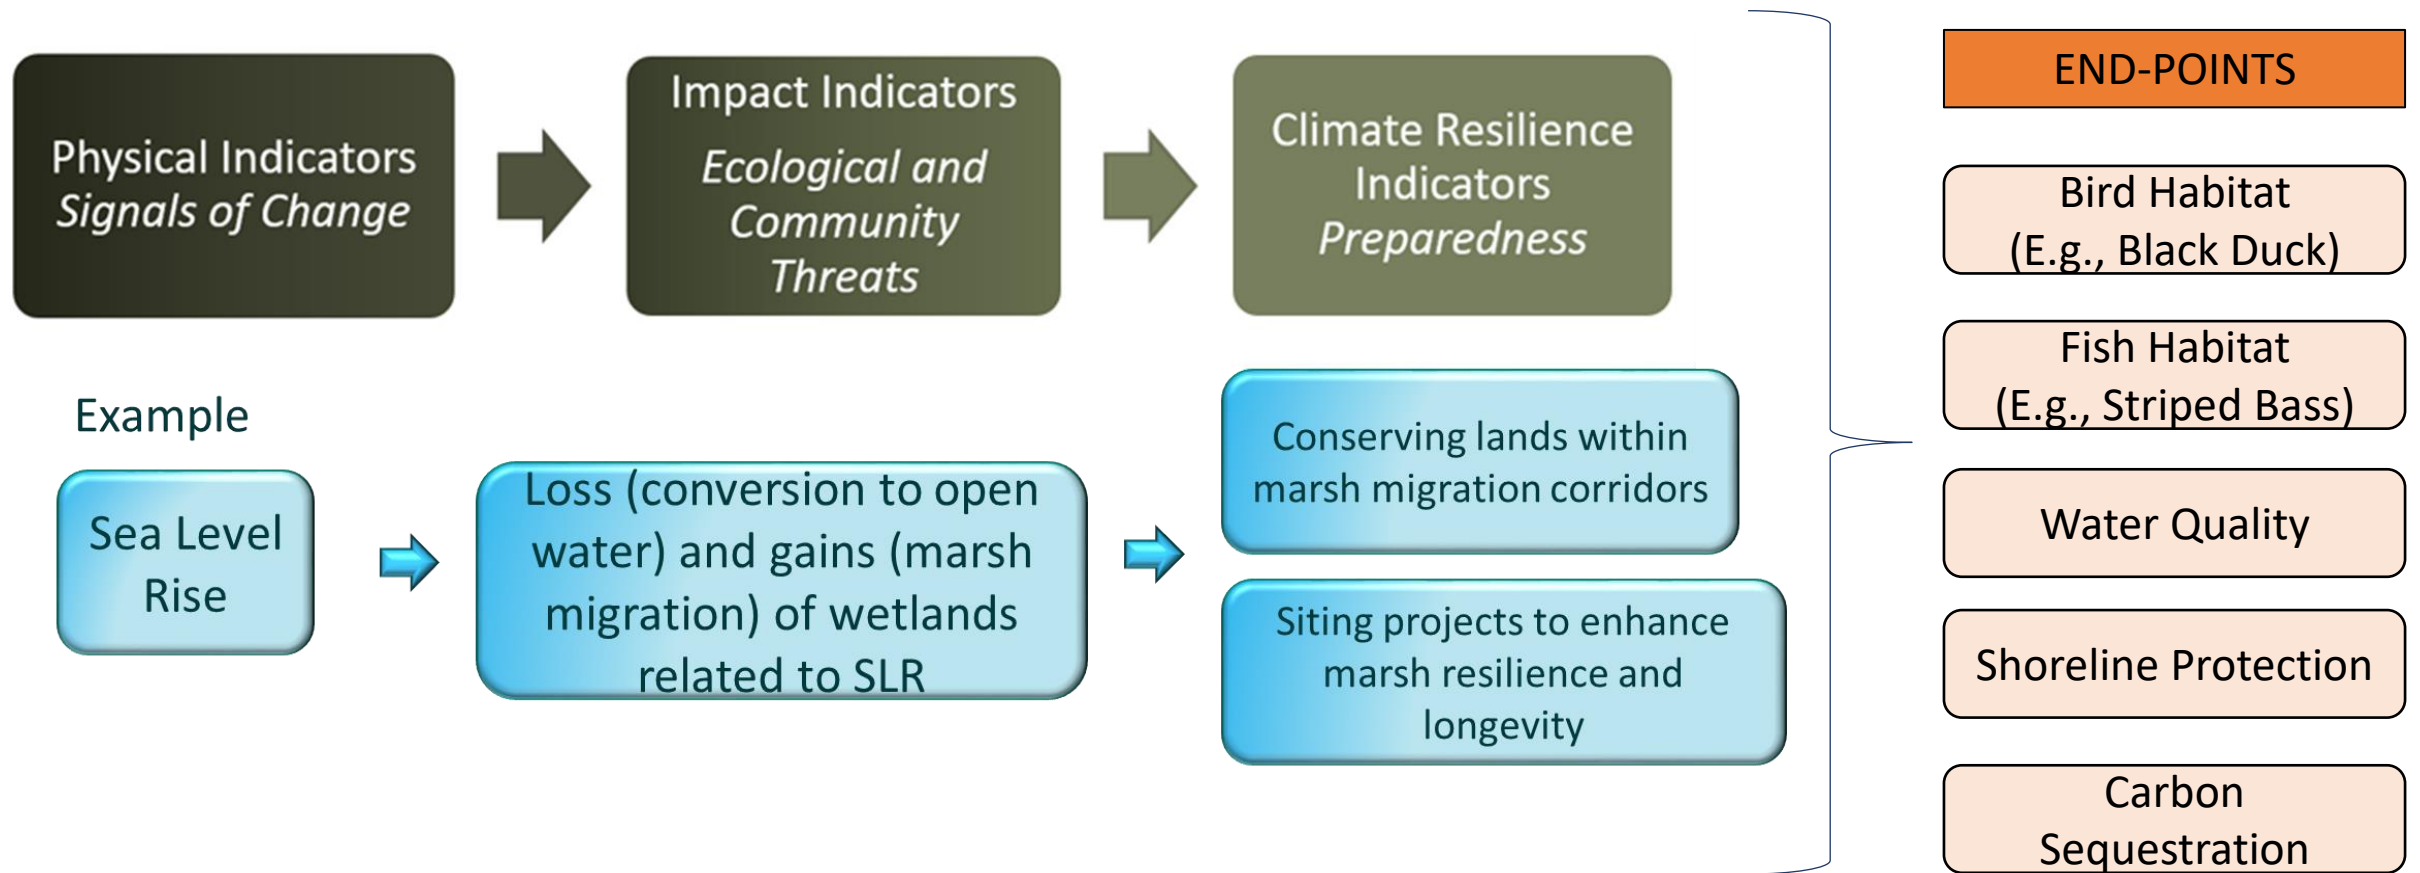 Physical Indicators
Signals of Change
Impact Indicators
Ecological and
Community
Threats
Climate Resilience
Indicators
Preparedness
Example
Sea Level
Rise
Loss (conversion to open
water) and gains (marsh
migration) of wetlands
related to SLR
Conserving lands within
marsh migration corridors
Siting projects to enhance
marsh resilience and
longevity
END-POINTS
Bird Habitat
(E.g., Black Duck)
Fish Habitat
(E.g., Striped Bass)
Water Quality
Shoreline Protection
Carbon
Sequestration